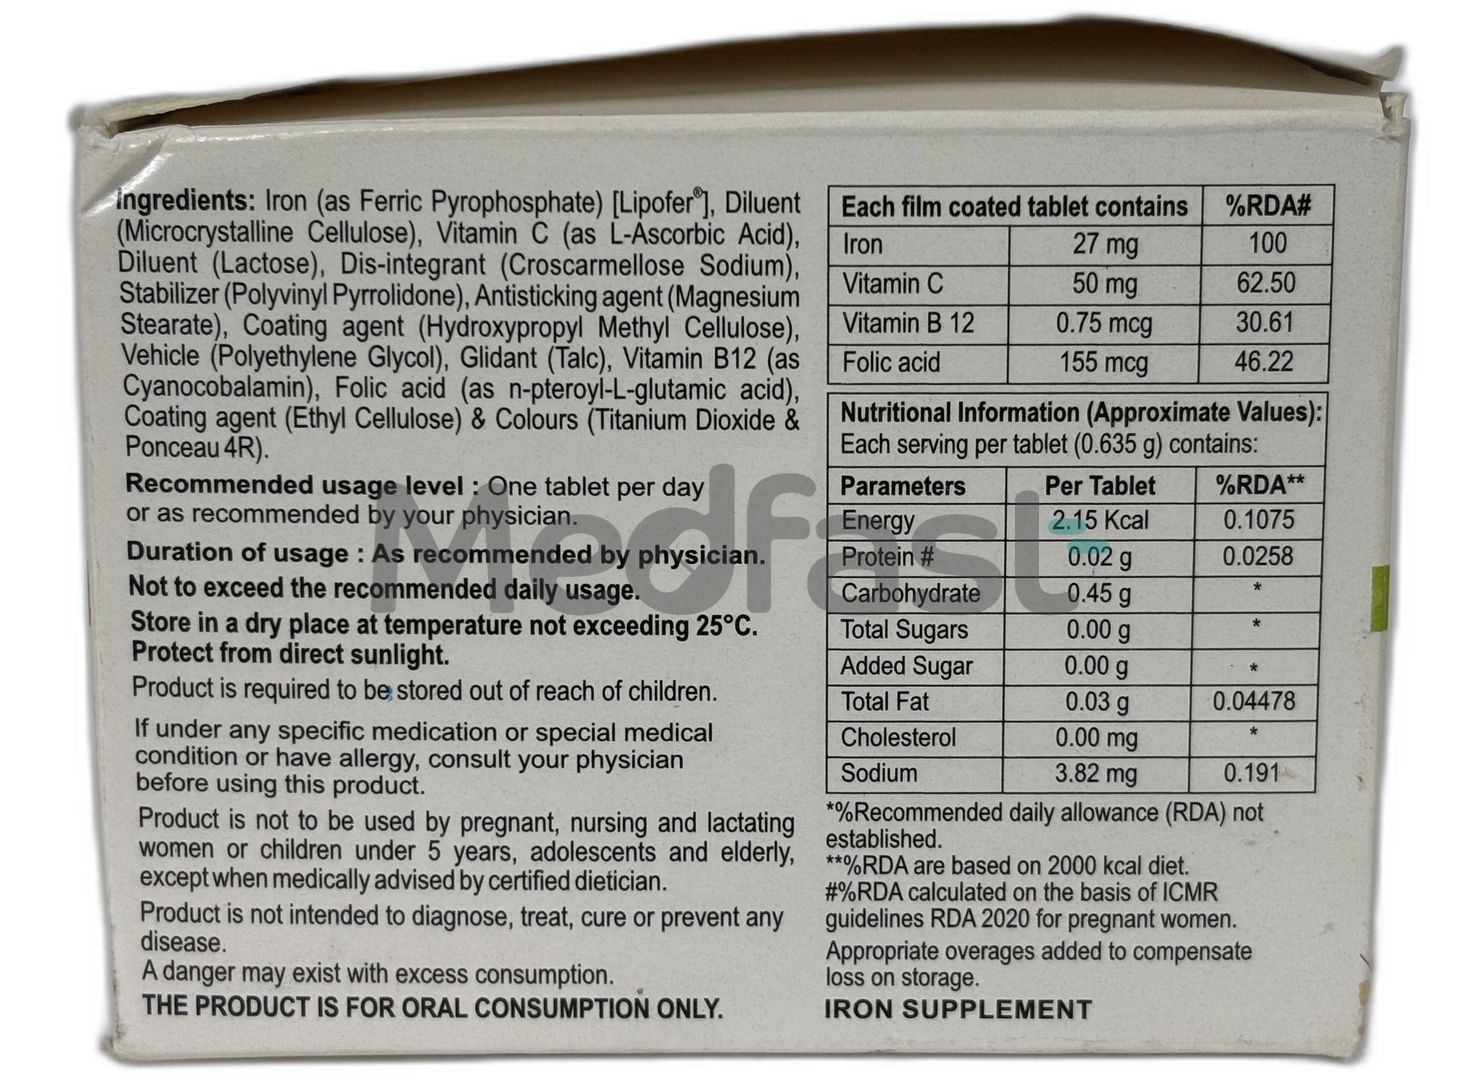 Ingredients: Iron (as Ferric Pyrophosphate) [Lipofer®], Diluent
(Microcrystalline Cellulose), Vitamin C (as L-Ascorbic Acid),
Diluent (Lactose), Dis-integrant (Croscarmellose Sodium),
Stabilizer (Polyvinyl Pyrrolidone), Antisticking agent (Magnesium
Stearate), Coating agent (Hydroxypropyl Methyl Cellulose),
Vehicle (Polyethylene Glycol), Glidant (Talc), Vitamin B12 (as
Cyanocobalamin), Folic acid (as n-pteroyl-L-glutamic acid),
Coating agent (Ethyl Cellulose) & Colours (Titanium Dioxide &
Ponceau 4R).
Recommended usage level : One tablet per day
or as recommended by your physician.
Duration of usage : As recommended by physician.
Not to exceed the recommended daily usage.
Store in a dry place at temperature not exceeding 25°C.
Protect from direct sunlight.
Product is required to be stored out of reach of children.
If under any specific medication or special medical
condition or have allergy, consult your physician
before using this product.
Product is not to be used by pregnant, nursing and lactating
women or children under 5 years, adolescents and elderly,
except when medically advised by certified dietician.
Product is not intended to diagnose, treat, cure or prevent any
disease.
A danger may exist with excess consumption.
THE PRODUCT IS FOR ORAL CONSUMPTION ONLY.
Each film coated tablet contains %RDA#
Iron 27 mg 100
Vitamin C 50 mg 62.50
Vitamin B 12 0.75 mcg 30.61
Folic acid 155 mcg 46.22
Nutritional Information (Approximate Values):
Each serving per tablet (0.635 g) contains:
Parameters Per Tablet %RDA**
Energy 2.15 Kcal 0.1075
Protein # 0.02 g 0.0258
Carbohydrate 0.45 g *
Total Sugars 0.00 g *
Added Sugar 0.00 g *
Total Fat 0.03 g 0.04478
Cholesterol 0.00 mg *
Sodium 3.82 mg 0.191
*%Recommended daily allowance (RDA) not
established.
**%RDA are based on 2000 kcal diet.
#%RDA calculated on the basis of ICMR
guidelines RDA 2020 for pregnant women.
Appropriate overages added to compensate
loss on storage.
IRON SUPPLEMENT
Medfast